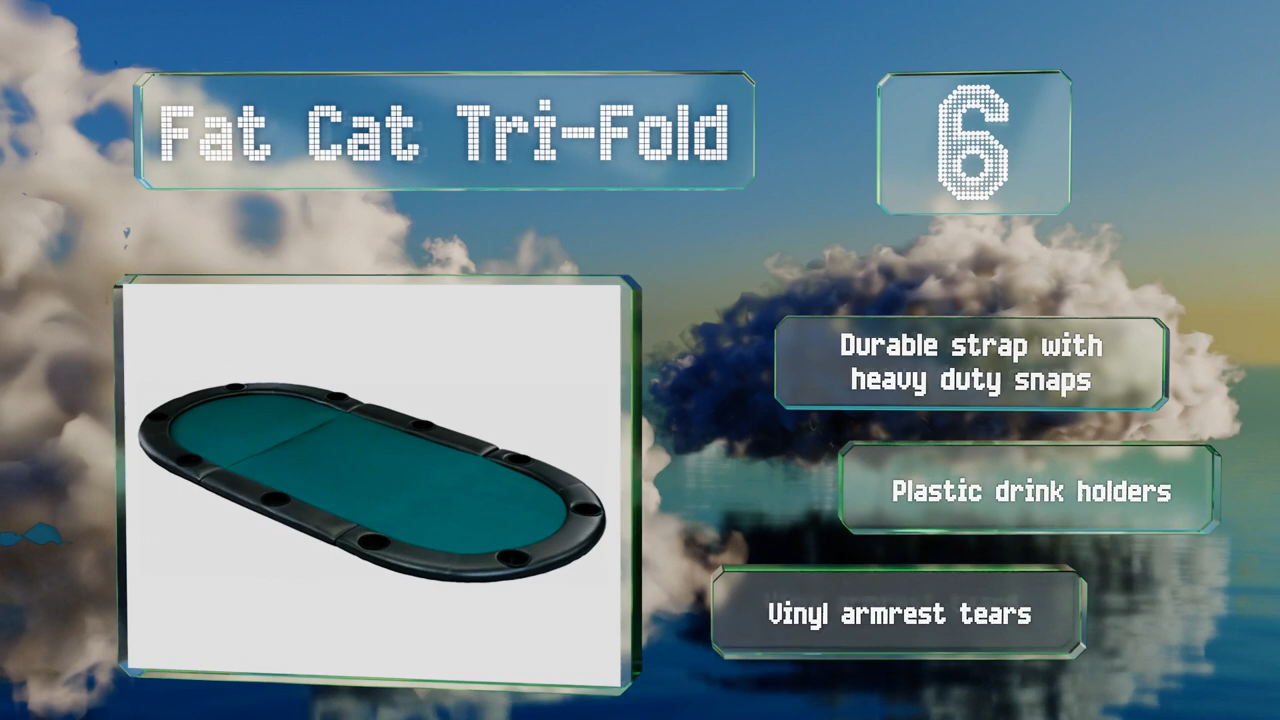 Fat Cat Tri-Fold
6
Durable strap with
heavy duty snaps
Plastic drink holders
Vinyl armrest tears